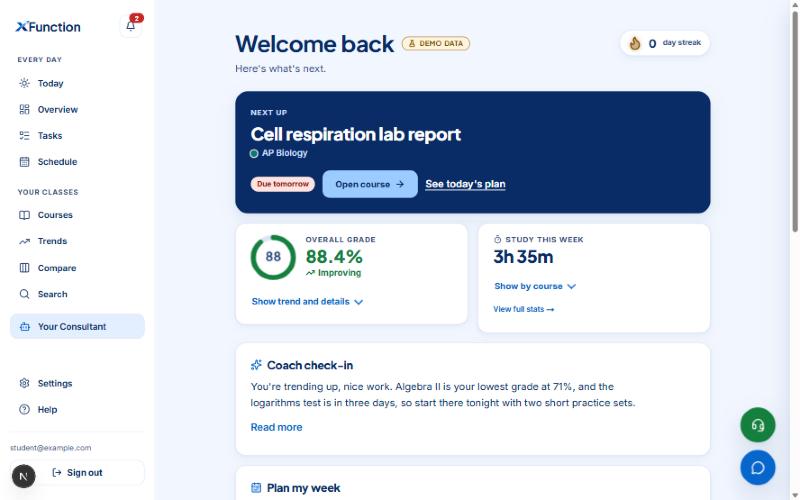 XFunction
2
EVERY DAY
Today
Overview
Tasks
Schedule
YOUR CLASSES
Courses
Trends
Compare
Search
Your Consultant
Settings
Help
student@example.com
N
Sign out
Welcome back
DEMO DATA
0 day streak
Here's what's next.
NEXT UP
Cell respiration lab report
AP Biology
Due tomorrow
Open course →
See today's plan
88
OVERALL GRADE
88.4%
Improving
Show trend and details
STUDY THIS WEEK
3h 35m
Show by course
View full stats →
Coach check-in
You're trending up, nice work. Algebra II is your lowest grade at 71%, and the
logarithms test is in three days, so start there tonight with two short practice sets.
Read more
Plan my week